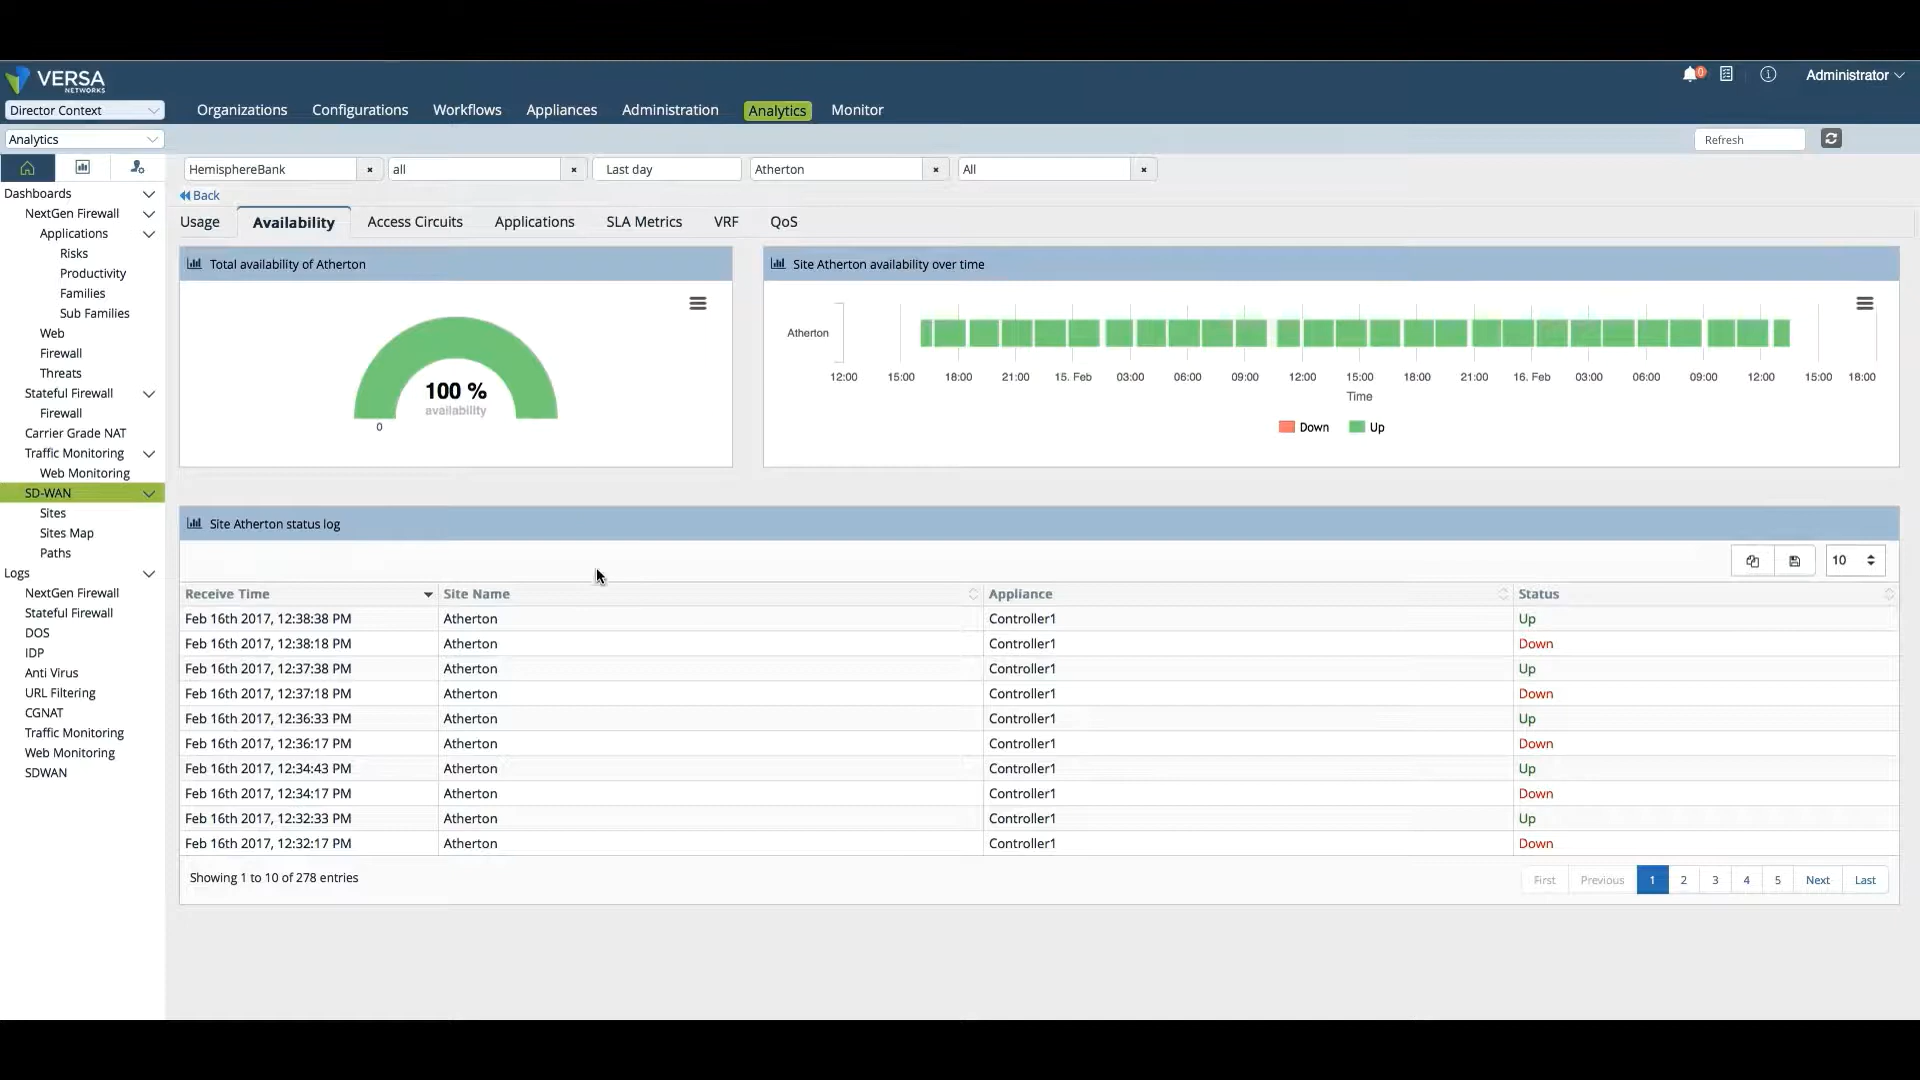 VERSA
NETWORKS
0
Administrator
Director Context
Organizations Configurations Workflows Appliances Administration Analytics Monitor
Analytics
Refresh
HemisphereBank × all × Last day Atherton × All ×
Back
Usage Availability Access Circuits Applications SLA Metrics VRF QoS
Dashboards
NextGen Firewall
Applications
Risks
Productivity
Families
Sub Families
Web
Firewall
Threats
Stateful Firewall
Firewall
Carrier Grade NAT
Traffic Monitoring
Web Monitoring
SD-WAN
Sites
Sites Map
Paths
Logs
NextGen Firewall
Stateful Firewall
DOS
IDP
Anti Virus
URL Filtering
CGNAT
Traffic Monitoring
Web Monitoring
SDWAN
Total availability of Atherton
100 %
availability
0
Site Atherton availability over time
Atherton
12:00 15:00 18:00 21:00 15. Feb 03:00 06:00 09:00 12:00 15:00 18:00 21:00 16. Feb 03:00 06:00 09:00 12:00 15:00 18:00
Time
Down Up
Site Atherton status log
10
Receive Time Site Name Appliance Status
Feb 16th 2017, 12:38:38 PM Atherton Controller1 Up
Feb 16th 2017, 12:38:18 PM Atherton Controller1 Down
Feb 16th 2017, 12:37:38 PM Atherton Controller1 Up
Feb 16th 2017, 12:37:18 PM Atherton Controller1 Down
Feb 16th 2017, 12:36:33 PM Atherton Controller1 Up
Feb 16th 2017, 12:36:17 PM Atherton Controller1 Down
Feb 16th 2017, 12:34:43 PM Atherton Controller1 Up
Feb 16th 2017, 12:34:17 PM Atherton Controller1 Down
Feb 16th 2017, 12:32:33 PM Atherton Controller1 Up
Feb 16th 2017, 12:32:17 PM Atherton Controller1 Down
Showing 1 to 10 of 278 entries
First Previous 1 2 3 4 5 Next Last